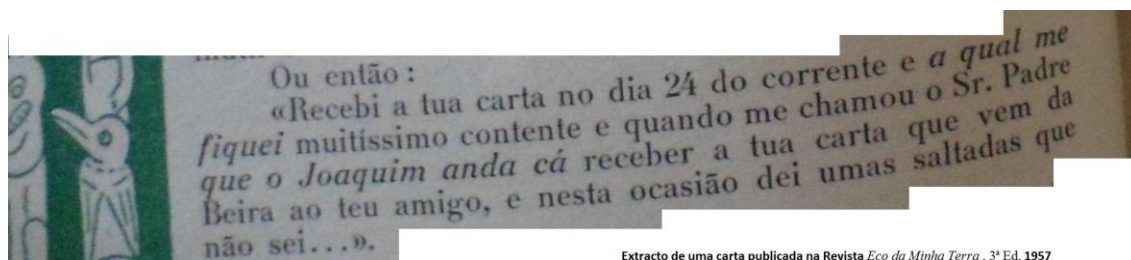 Ou então :
«Recebi a tua carta no dia 24 do corrente e a qual me
fiquei muitíssimo contente e quando me chamou o Sr. Padre
que o Joaquim anda cá receber a tua carta que vem da
Beira ao teu amigo, e nesta ocasião dei umas saltadas que
não sei...».
Extracto de uma carta publicada na Revista Eco da Minha Terra , 3ª Ed. 1957